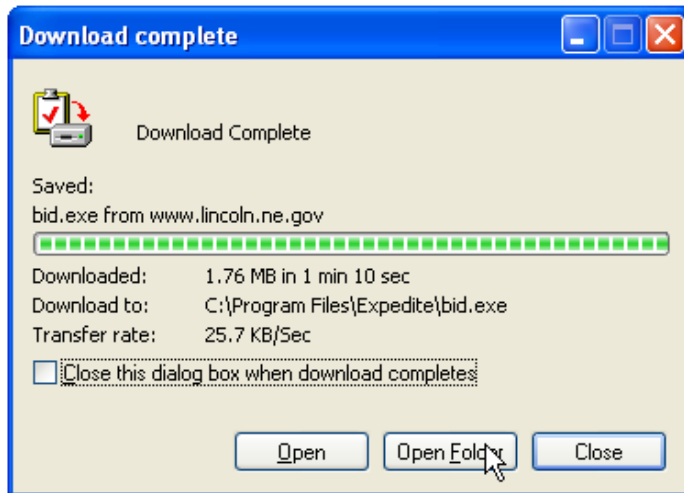 Download complete
Download Complete
Saved:
bid.exe from www.lincoln.ne.gov
Downloaded: 1.76 MB in 1 min 10 sec
Download to: C:\Program Files\Expedite\bid.exe
Transfer rate: 25.7 KB/Sec
Close this dialog box when download completes
Open Open Folder Close